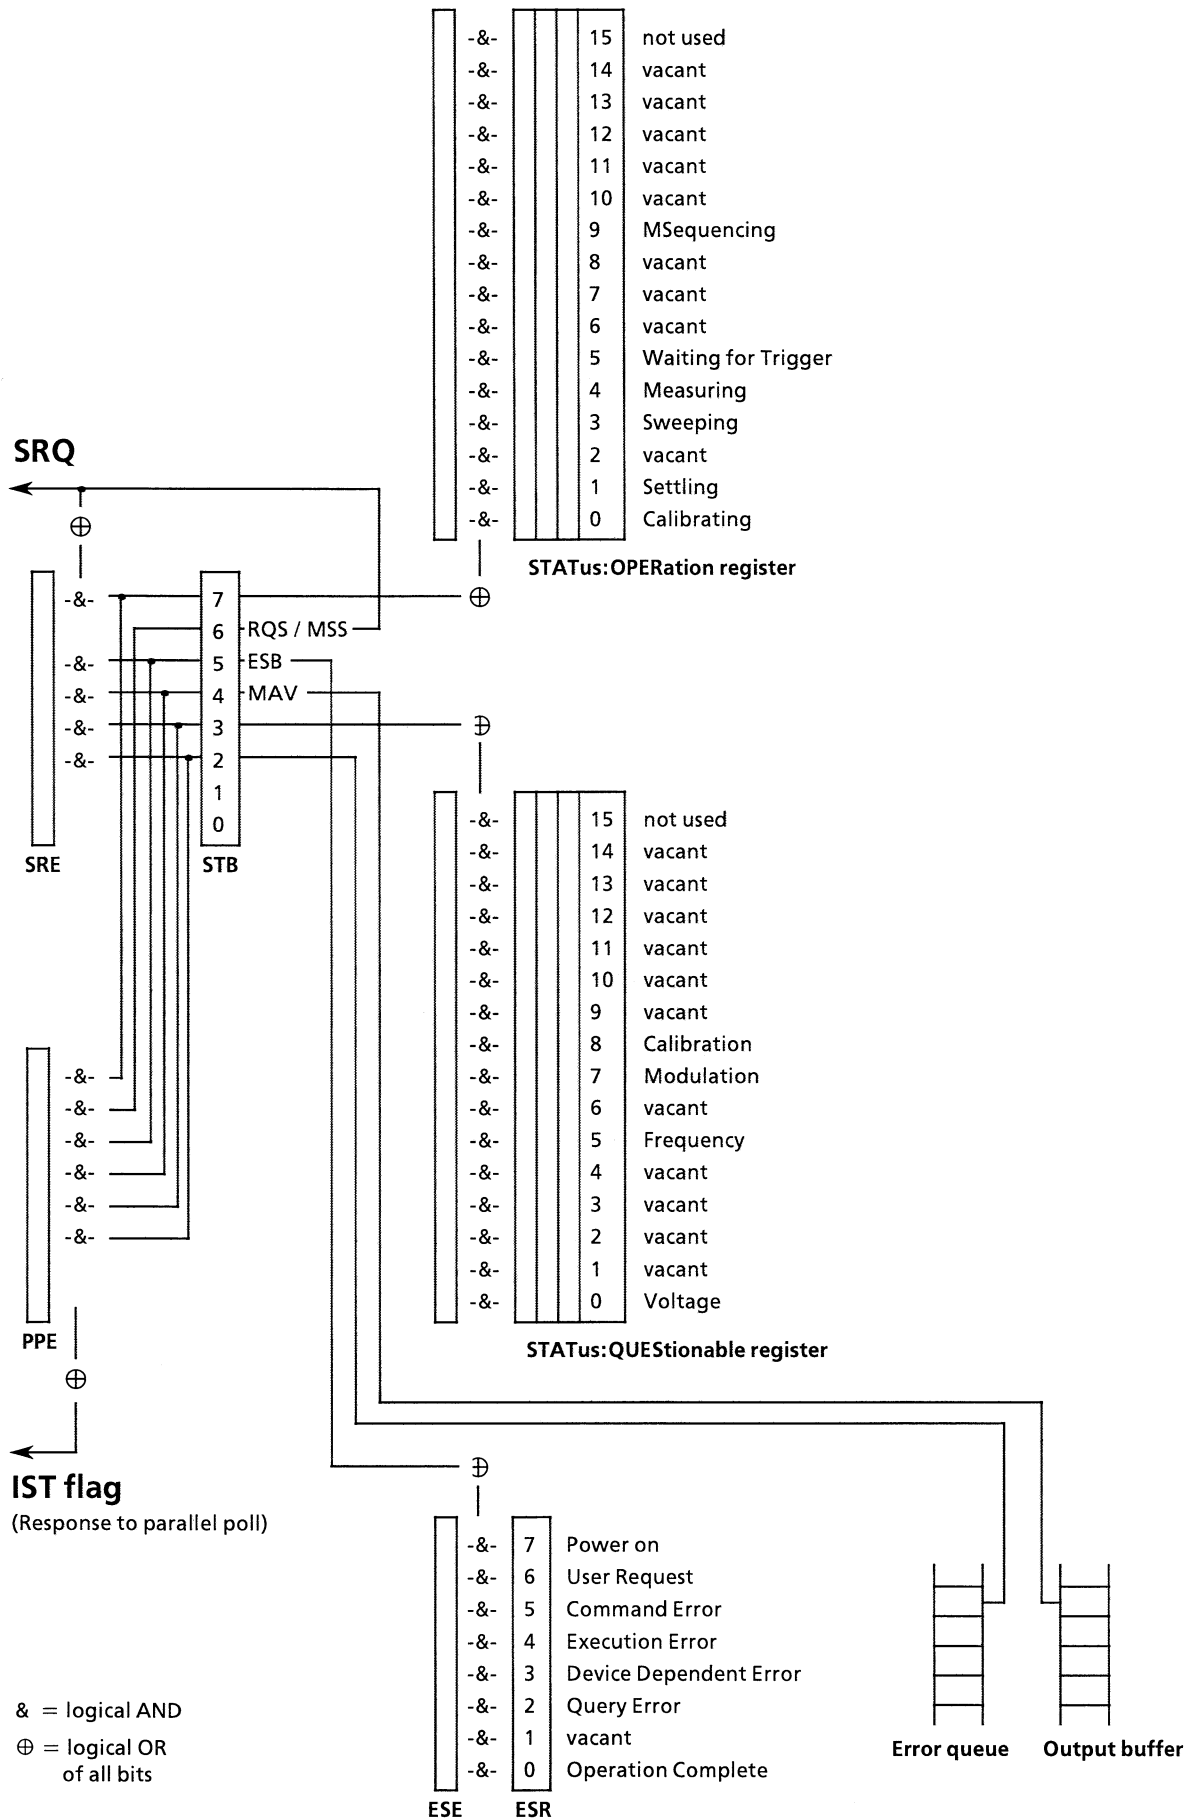 -&- 15 not used
-&- 14 vacant
-&- 13 vacant
-&- 12 vacant
-&- 11 vacant
-&- 10 vacant
-&- 9 MSequencing
-&- 8 vacant
-&- 7 vacant
-&- 6 vacant
-&- 5 Waiting for Trigger
-&- 4 Measuring
-&- 3 Sweeping
-&- 2 vacant
-&- 1 Settling
-&- 0 Calibrating
STATus:OPERation register
SRQ
⊕
-&- 7 ⊕
6 RQS / MSS
-&- 5 ESB
-&- 4 MAV
-&- 3 ⊕
-&- 2
1
0
SRE STB
-&- 15 not used
-&- 14 vacant
-&- 13 vacant
-&- 12 vacant
-&- 11 vacant
-&- 10 vacant
-&- 9 vacant
-&- 8 Calibration
-&- 7 Modulation
-&- 6 vacant
-&- 5 Frequency
-&- 4 vacant
-&- 3 vacant
-&- 2 vacant
-&- 1 vacant
-&- 0 Voltage
STATus:QUEStionable register
-&-
-&-
-&-
-&-
-&-
-&-
PPE
⊕
IST flag
(Response to parallel poll)
⊕
-&- 7 Power on
-&- 6 User Request
-&- 5 Command Error
-&- 4 Execution Error
-&- 3 Device Dependent Error
-&- 2 Query Error
-&- 1 vacant
-&- 0 Operation Complete
ESE ESR
Error queue Output buffer
& = logical AND
⊕ = logical OR
of all bits